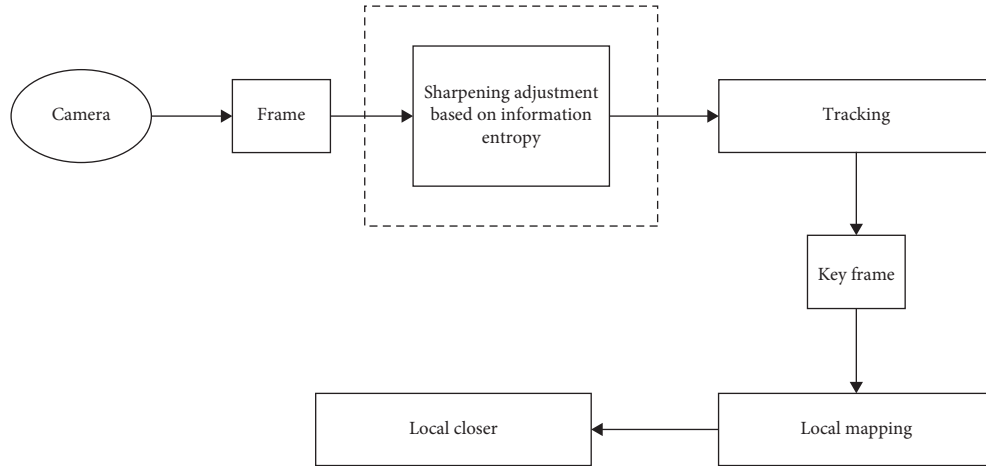 Camera
Frame
Sharpening adjustment
based on information
entropy
Tracking
Key frame
Local closer
Local mapping